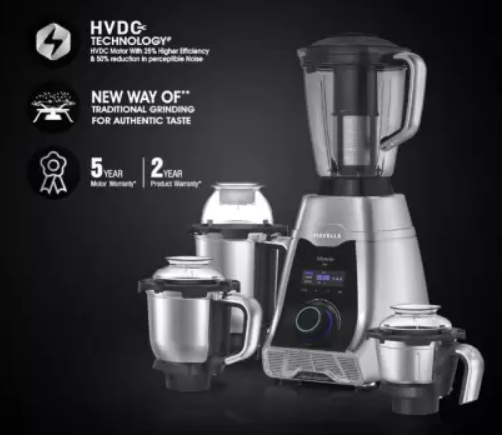 HVDC
TECHNOLOGY#
HVDC Motor With 25% Higher Efficiency
& 50% reduction in perceptible Noise
NEW WAY OF**
TRADITIONAL GRINDING
FOR AUTHENTIC TASTE
5 YEAR
Motor Warranty*
2 YEAR
Product Warranty*
HAVELLS